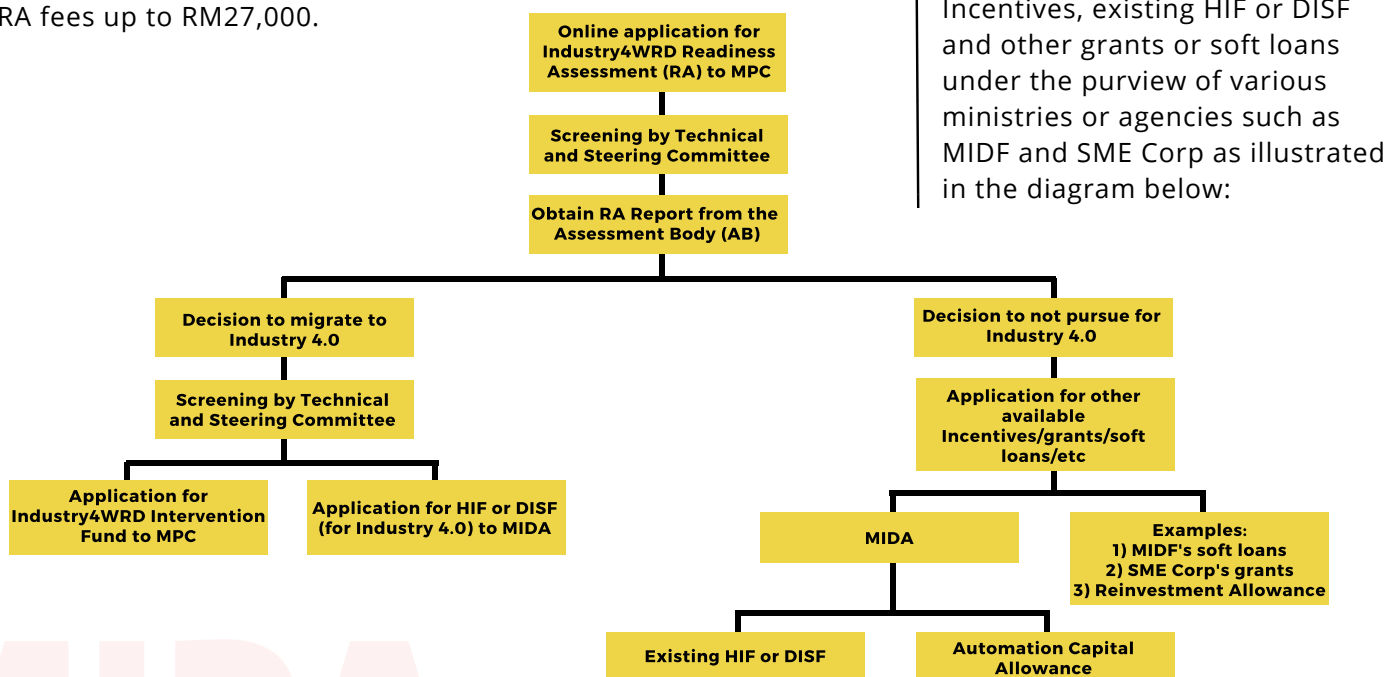 RA fees up to RM27,000.
Incentives, existing HIF or DISF
and other grants or soft loans
under the purview of various
ministries or agencies such as
MIDF and SME Corp as illustrated
in the diagram below:
Online application for
Industry4WRD Readiness
Assessment (RA) to MPC
Screening by Technical
and Steering Committee
Obtain RA Report from the
Assessment Body (AB)
Decision to migrate to
Industry 4.0
Screening by Technical
and Steering Committee
Application for
Industry4WRD Intervention
Fund to MPC
Application for HIF or DISF
(for Industry 4.0) to MIDA
Decision to not pursue for
Industry 4.0
Application for other
available
Incentives/grants/soft
loans/etc
MIDA
Examples:
1) MIDF's soft loans
2) SME Corp's grants
3) Reinvestment Allowance
Existing HIF or DISF
Automation Capital
Allowance